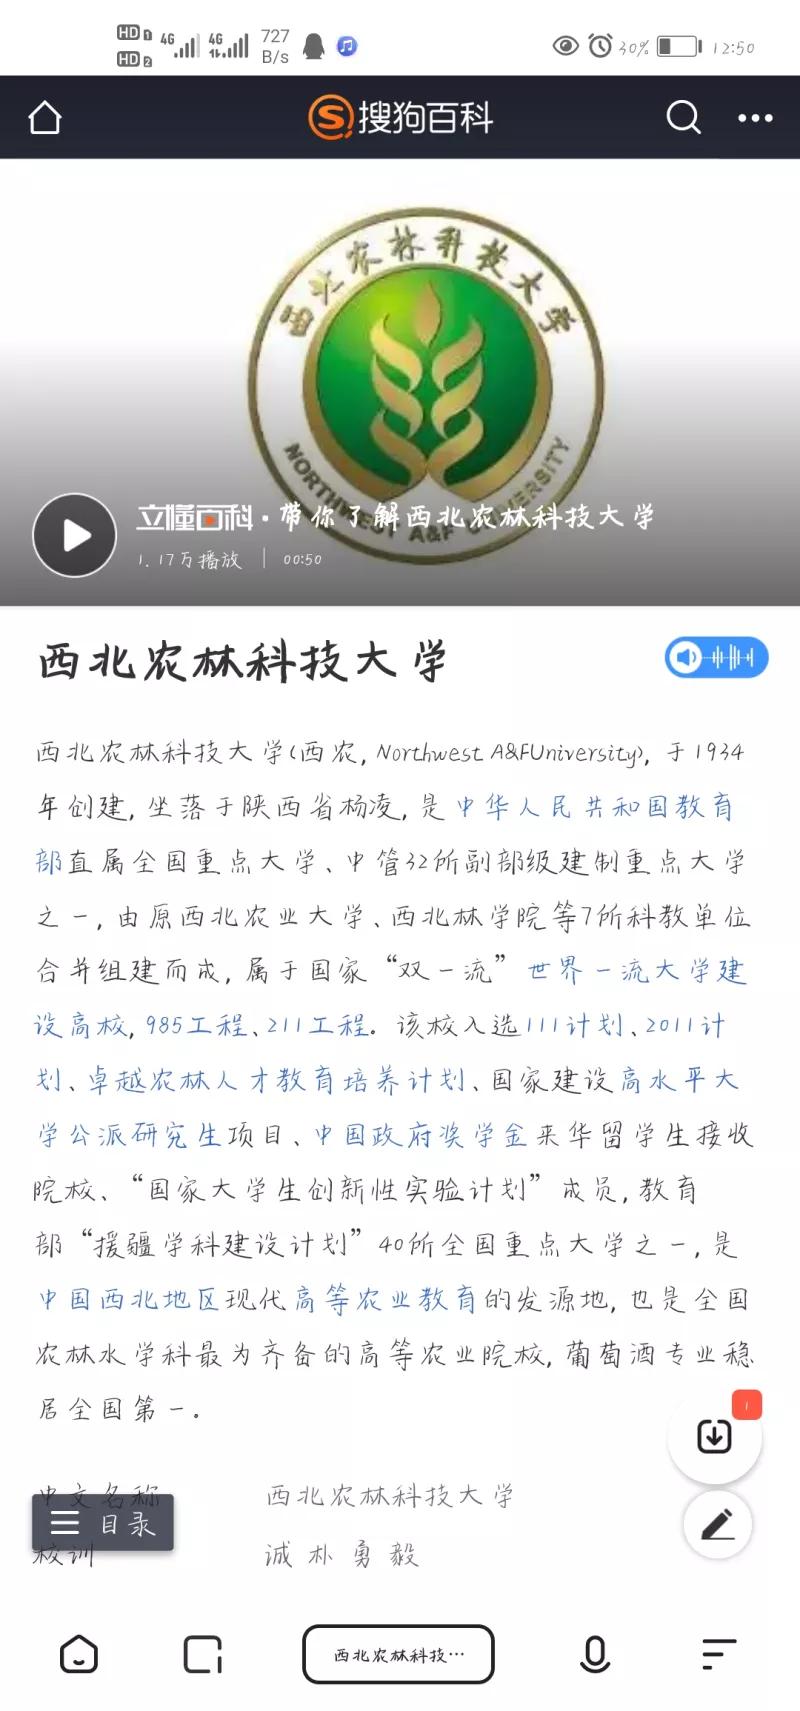 HD 1 4G 4G 727 30% 12:50
HD 2 B/s
搜狗百科
西北农林科技大学
NORTHWEST A&F UNIVERSITY
立懂百科·带你了解西北农林科技大学
1.17万播放 | 00:50
西北农林科技大学
西北农林科技大学(西农, Northwest A&FUniversity), 于1934
年创建, 坐落于陕西省杨凌, 是中华人民共和国教育
部直属全国重点大学、中管32所副部级建制重点大学
之一, 由原西北农业大学、西北林学院等7所科教单位
合并组建而成, 属于国家“双一流”世界一流大学建
设高校, 985工程、211工程。该校入选111计划、2011计
划、卓越农林人才教育培养计划、国家建设高水平大
学公派研究生项目、中国政府奖学金来华留学生接收
院校、“国家大学生创新性实验计划”成员, 教育
部“援疆学科建设计划”40所全国重点大学之一, 是
中国西北地区现代高等农业教育的发源地, 也是全国
农林水学科最为齐备的高等农业院校, 葡萄酒专业稳
居全国第一。
1
中文名称 西北农林科技大学
目录
校训 诚朴勇毅
西北农林科技…